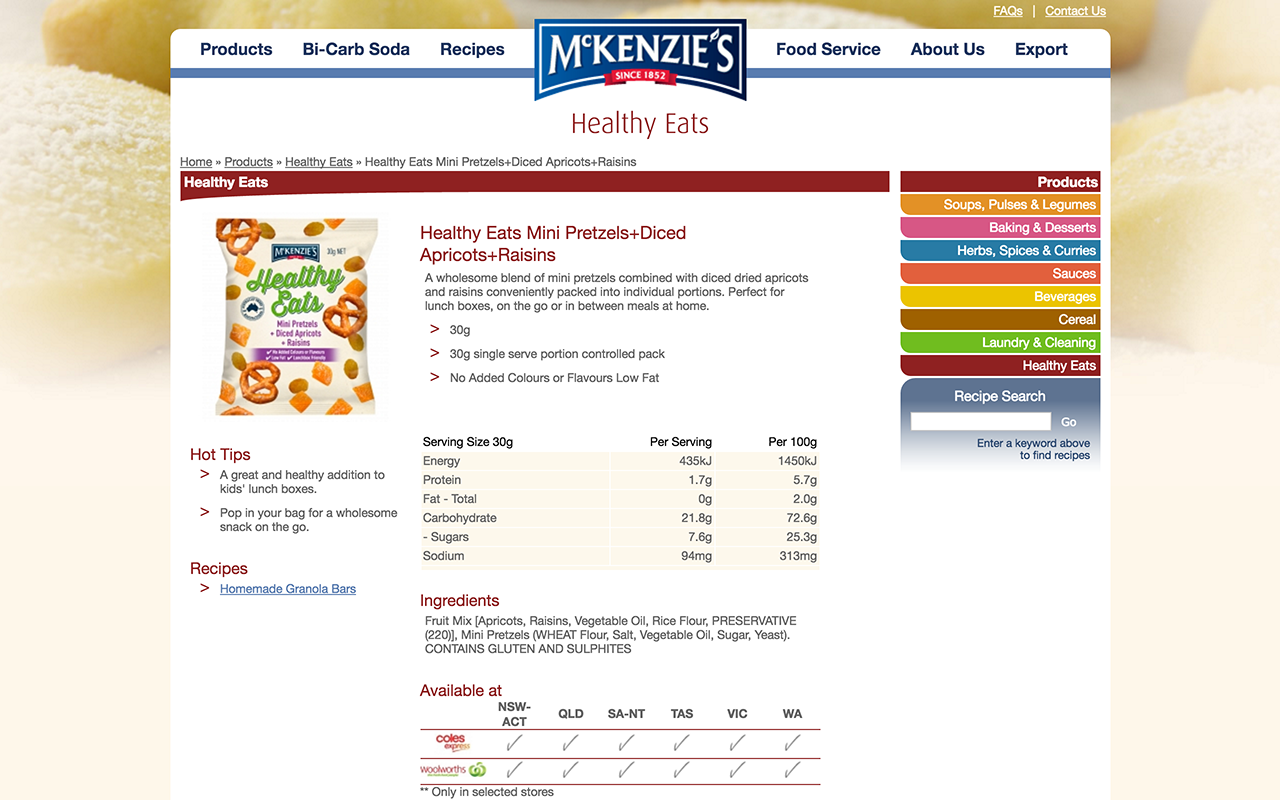 FAQs | Contact Us
Products Bi-Carb Soda Recipes McKENZIE'S SINCE 1852 Food Service About Us Export
Healthy Eats
Home » Products » Healthy Eats » Healthy Eats Mini Pretzels+Diced Apricots+Raisins
Healthy Eats
McKENZIE'S
30g NET
Healthy
Eats
Mini Pretzels
+ Diced Apricots
+ Raisins
✓ No Added Colours or Flavours
✓ Low Fat ✓ Lunchbox Friendly
Hot Tips
> A great and healthy addition to
kids' lunch boxes.
> Pop in your bag for a wholesome
snack on the go.
Recipes
> Homemade Granola Bars
Healthy Eats Mini Pretzels+Diced
Apricots+Raisins
A wholesome blend of mini pretzels combined with diced dried apricots
and raisins conveniently packed into individual portions. Perfect for
lunch boxes, on the go or in between meals at home.
> 30g
> 30g single serve portion controlled pack
> No Added Colours or Flavours Low Fat
Serving Size 30g Per Serving Per 100g
Energy 435kJ 1450kJ
Protein 1.7g 5.7g
Fat - Total 0g 2.0g
Carbohydrate 21.8g 72.6g
- Sugars 7.6g 25.3g
Sodium 94mg 313mg
Ingredients
Fruit Mix [Apricots, Raisins, Vegetable Oil, Rice Flour, PRESERVATIVE
(220)], Mini Pretzels (WHEAT Flour, Salt, Vegetable Oil, Sugar, Yeast).
CONTAINS GLUTEN AND SULPHITES
Available at
NSW-
ACT QLD SA-NT TAS VIC WA
coles
express ✓ ✓ ✓ ✓ ✓ ✓
woolworths ✓ ✓ ✓ ✓ ✓ ✓
** Only in selected stores
Products
Soups, Pulses & Legumes
Baking & Desserts
Herbs, Spices & Curries
Sauces
Beverages
Cereal
Laundry & Cleaning
Healthy Eats
Recipe Search
Go
Enter a keyword above
to find recipes